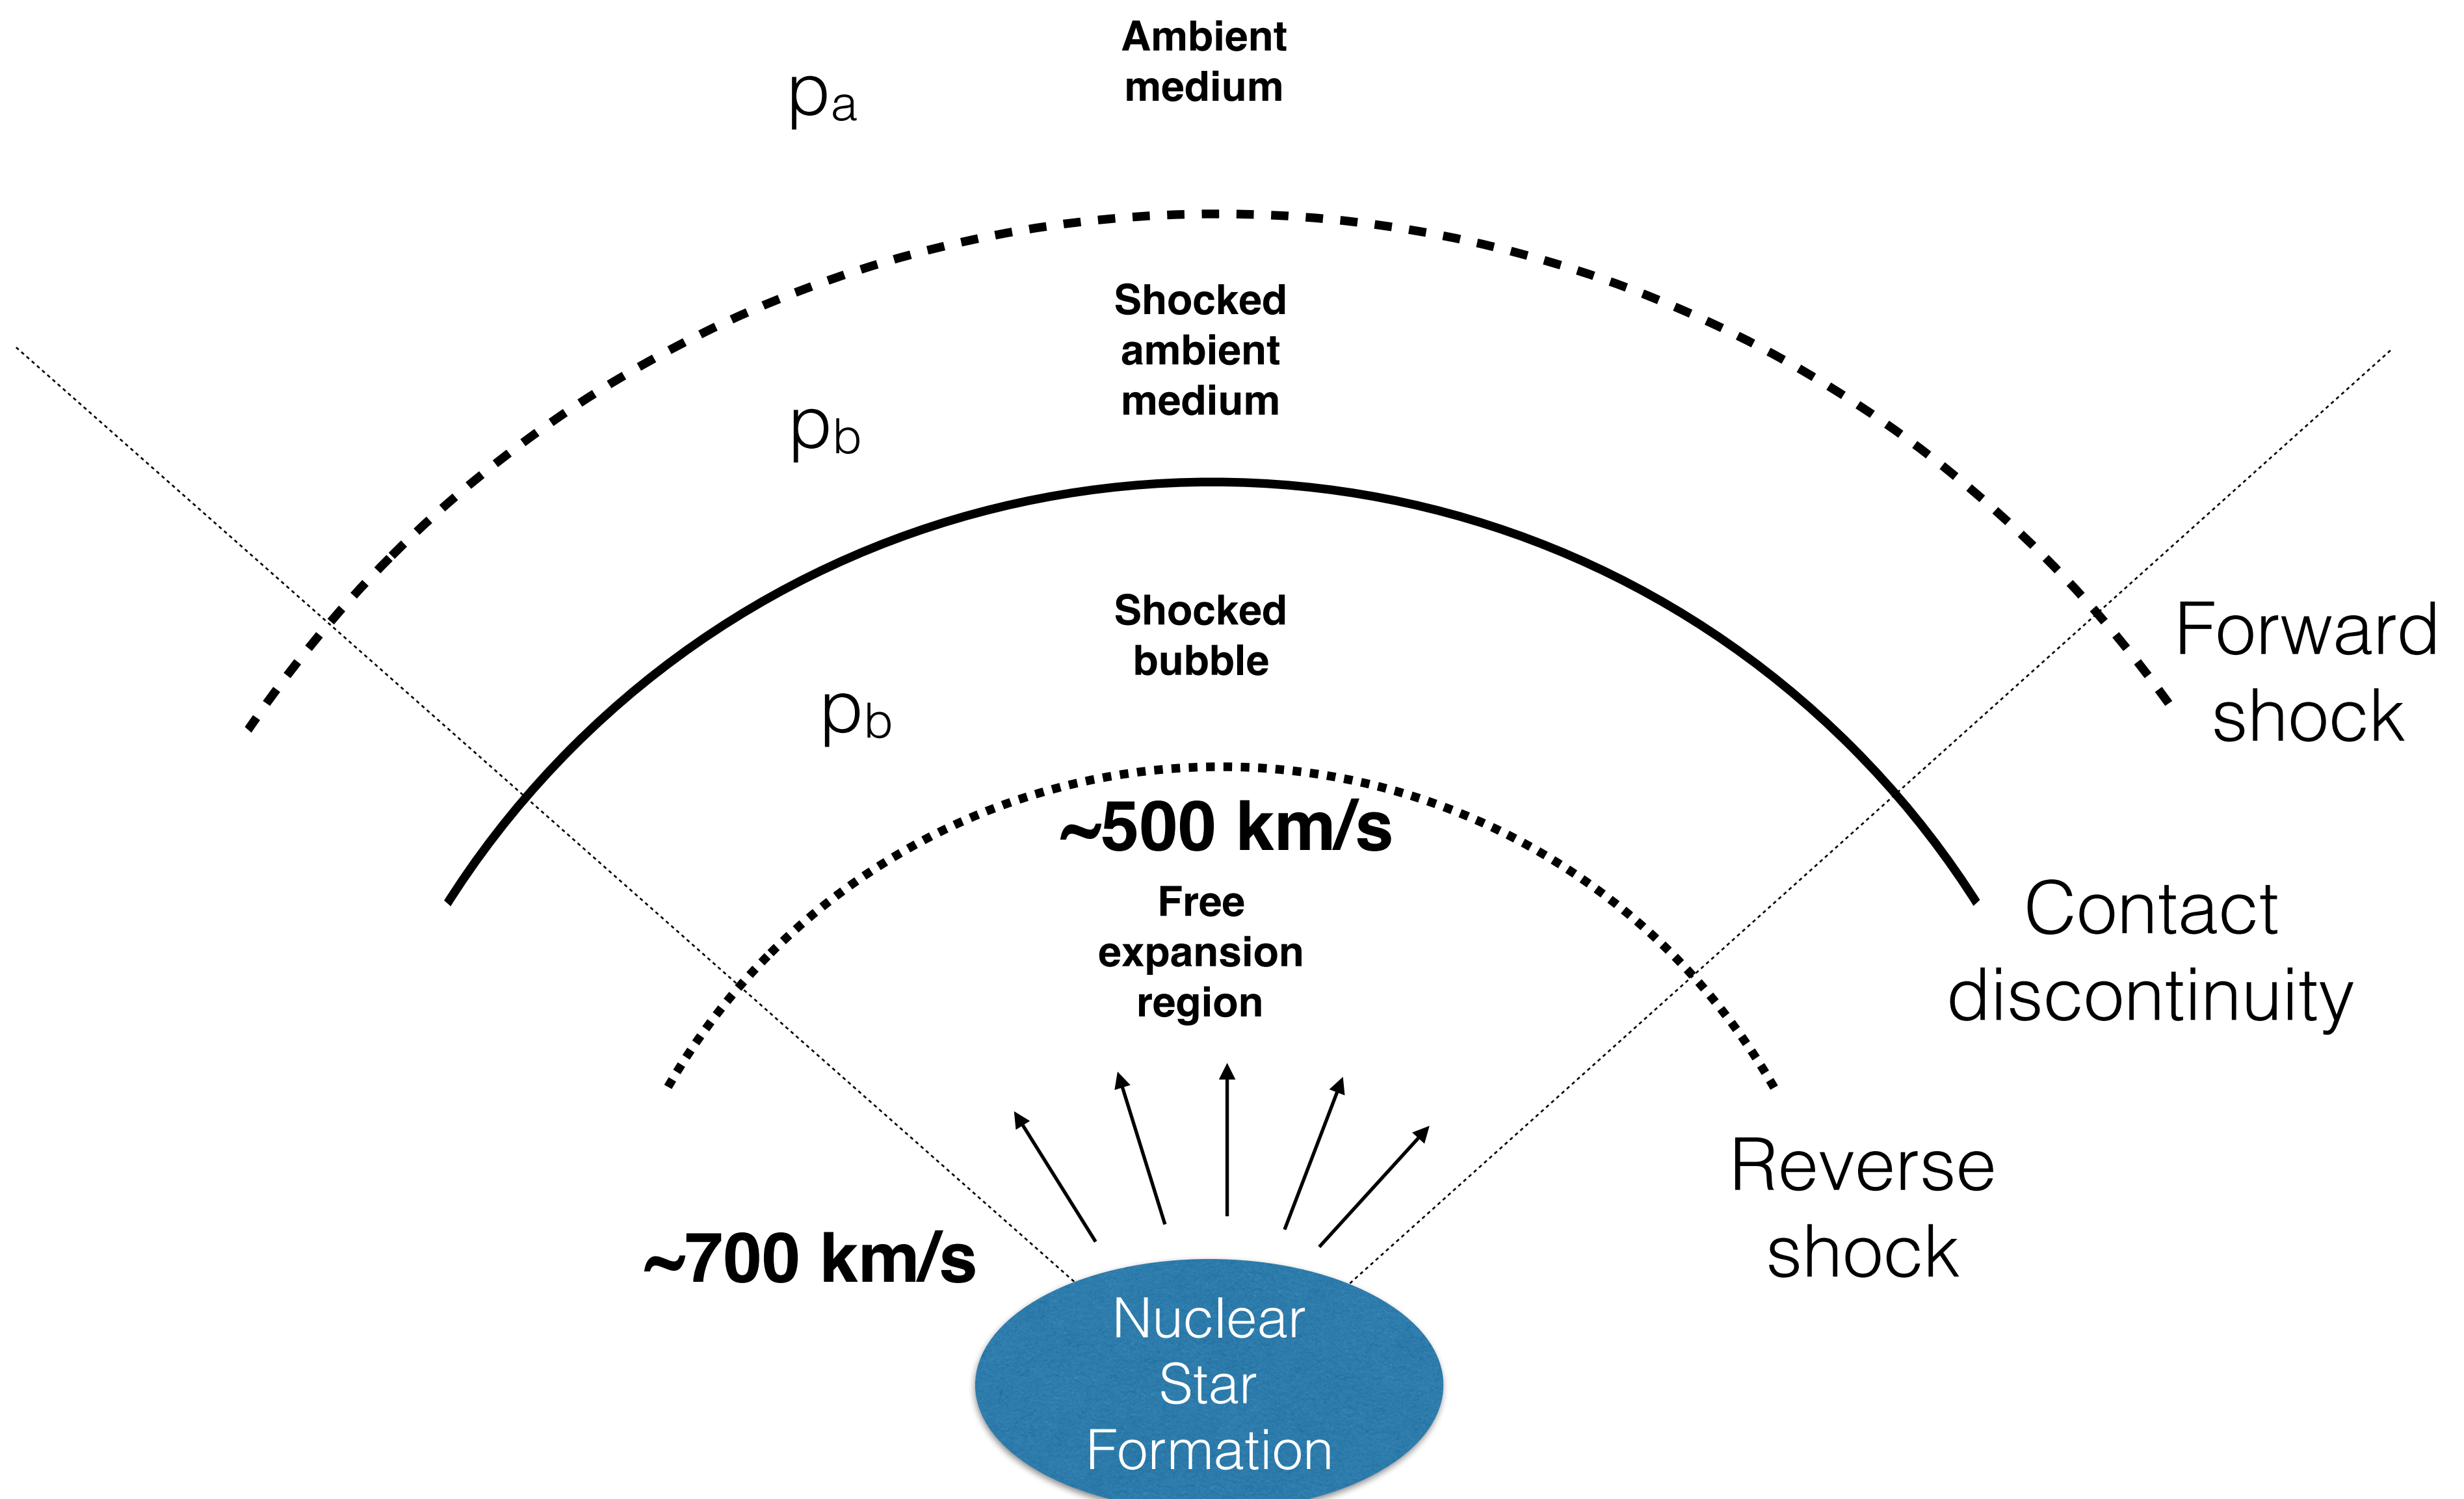 Ambient
medium
pa
Shocked
ambient
medium
pb
Shocked
bubble
Forward
shock
pb
~500 km/s
Free
expansion
region
Contact
discontinuity
Reverse
shock
~700 km/s
Nuclear
Star
Formation